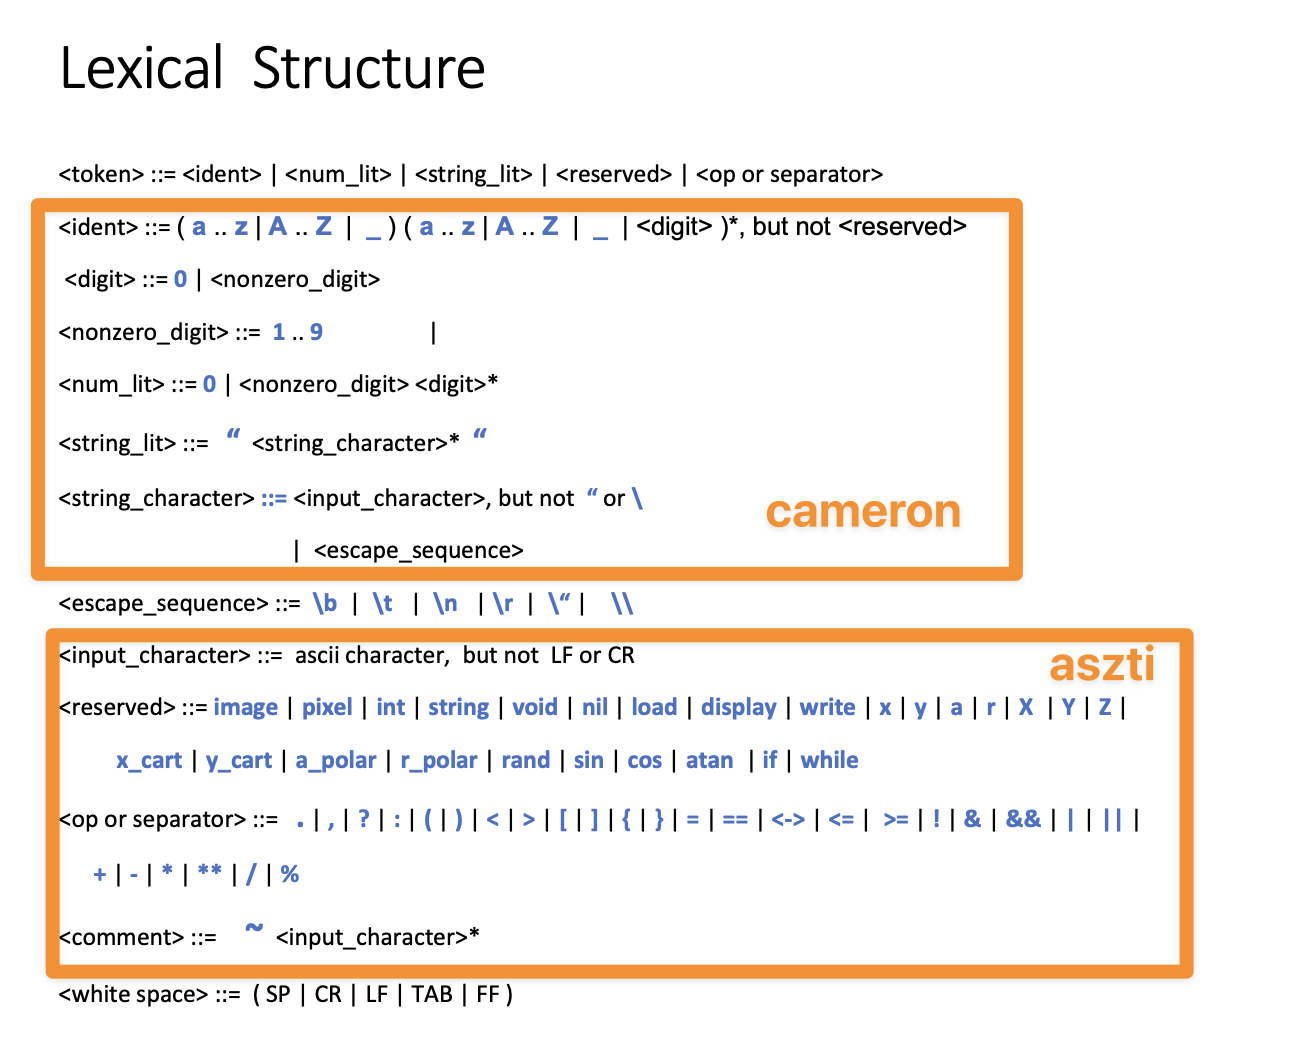 Lexical Structure
<token> ::= <ident> | <num_lit> | <string_lit> | <reserved> | <op or separator>
<ident> ::= ( a .. z | A .. Z | _ ) ( a .. z | A .. Z | _ | <digit> )*, but not <reserved>
<digit> ::= 0 | <nonzero_digit>
<nonzero_digit> ::= 1 .. 9 |
<num_lit> ::= 0 | <nonzero_digit> <digit>*
<string_lit> ::= “ <string_character>* “
<string_character> ::= <input_character>, but not “ or \
cameron
| <escape_sequence>
<escape_sequence> ::= \b | \t | \n | \r | \“ | \\
<input_character> ::= ascii character, but not LF or CR
aszti
<reserved> ::= image | pixel | int | string | void | nil | load | display | write | x | y | a | r | X | Y | Z |
x_cart | y_cart | a_polar | r_polar | rand | sin | cos | atan | if | while
<op or separator> ::= . | , | ? | : | ( | ) | < | > | [ | ] | { | } | = | == | <-> | <= | >= | ! | & | && | | | || |
+ | - | * | ** | / | %
<comment> ::= ~ <input_character>*
<white space> ::= ( SP | CR | LF | TAB | FF )